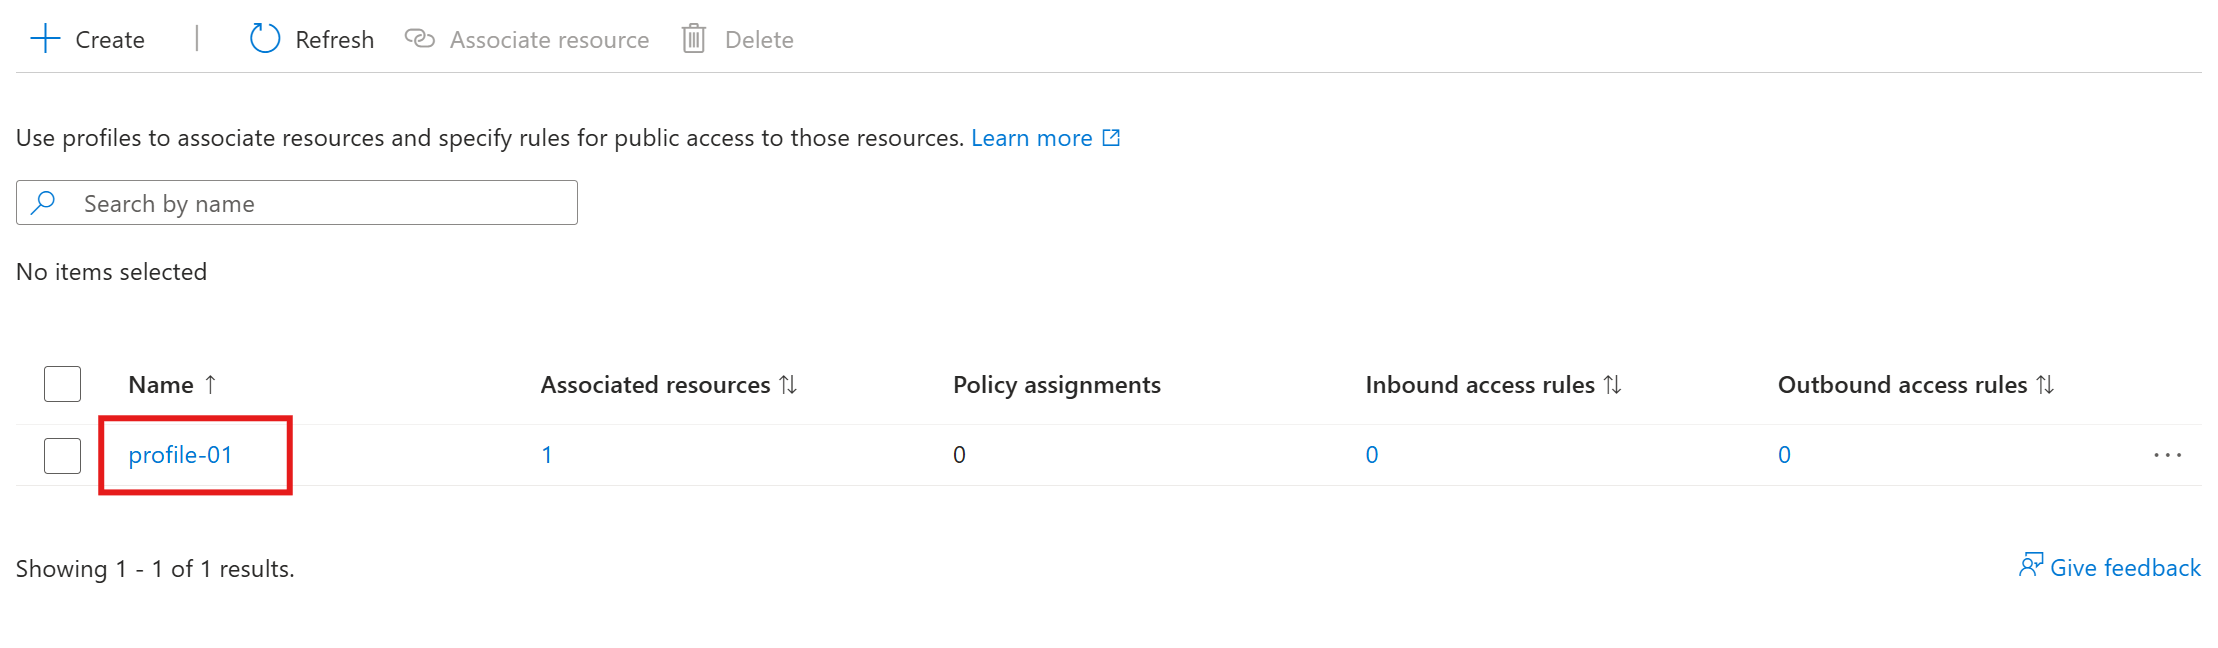 Create | Refresh Associate resource Delete
Use profiles to associate resources and specify rules for public access to those resources. Learn more
Search by name
No items selected
Name ↑ Associated resources ↑↓ Policy assignments Inbound access rules ↑↓ Outbound access rules ↑↓
profile-01 1 0 0 0 ...
Showing 1 - 1 of 1 results. Give feedback